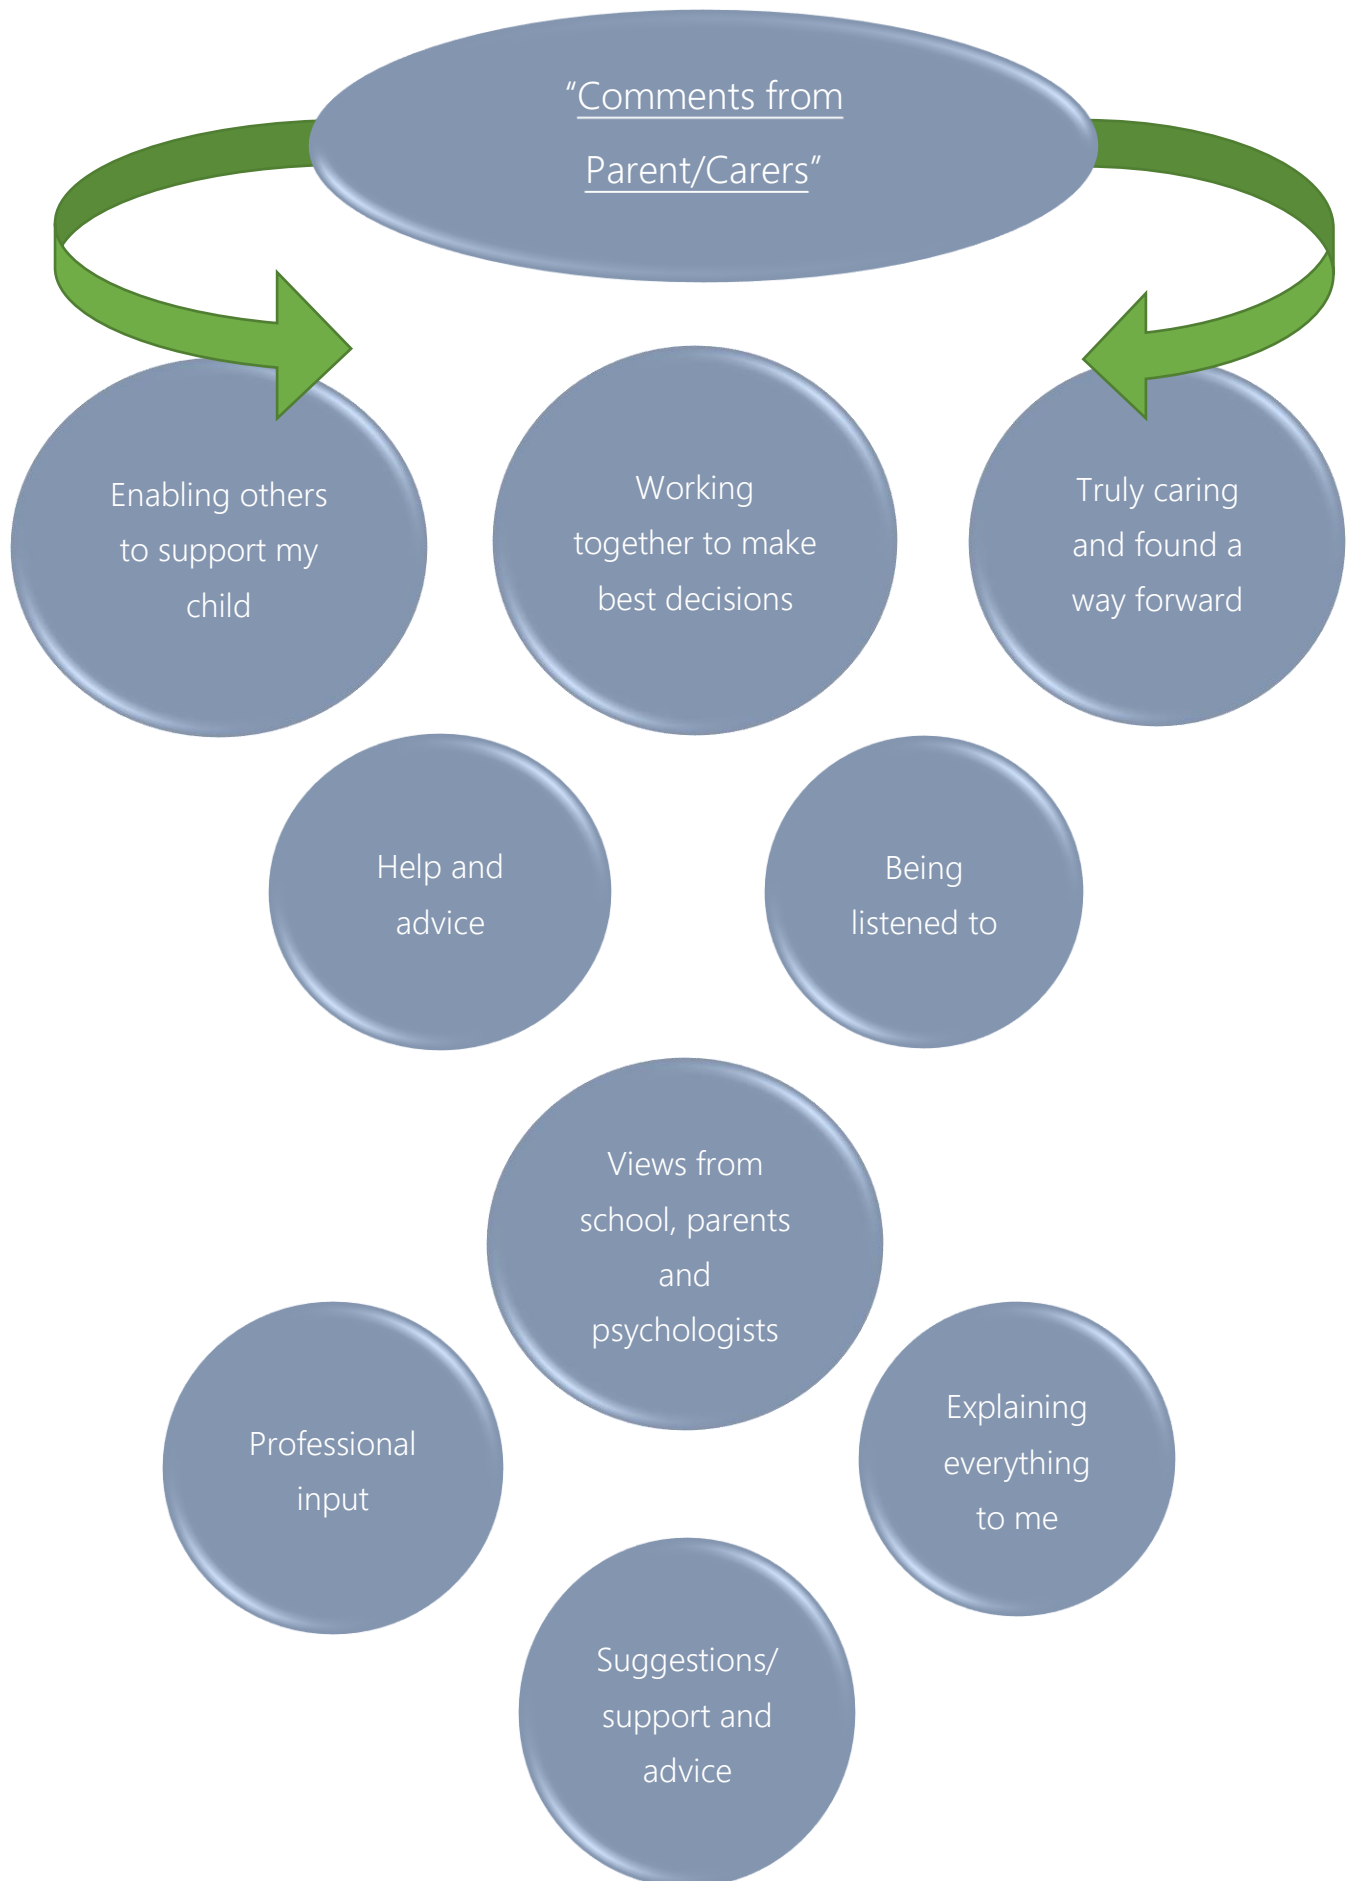 “Comments from
Parent/Carers”
Enabling others
to support my
child
Working
together to make
best decisions
Truly caring
and found a
way forward
Help and
advice
Being
listened to
Views from
school, parents
and
psychologists
Professional
input
Explaining
everything
to me
Suggestions/
support and
advice